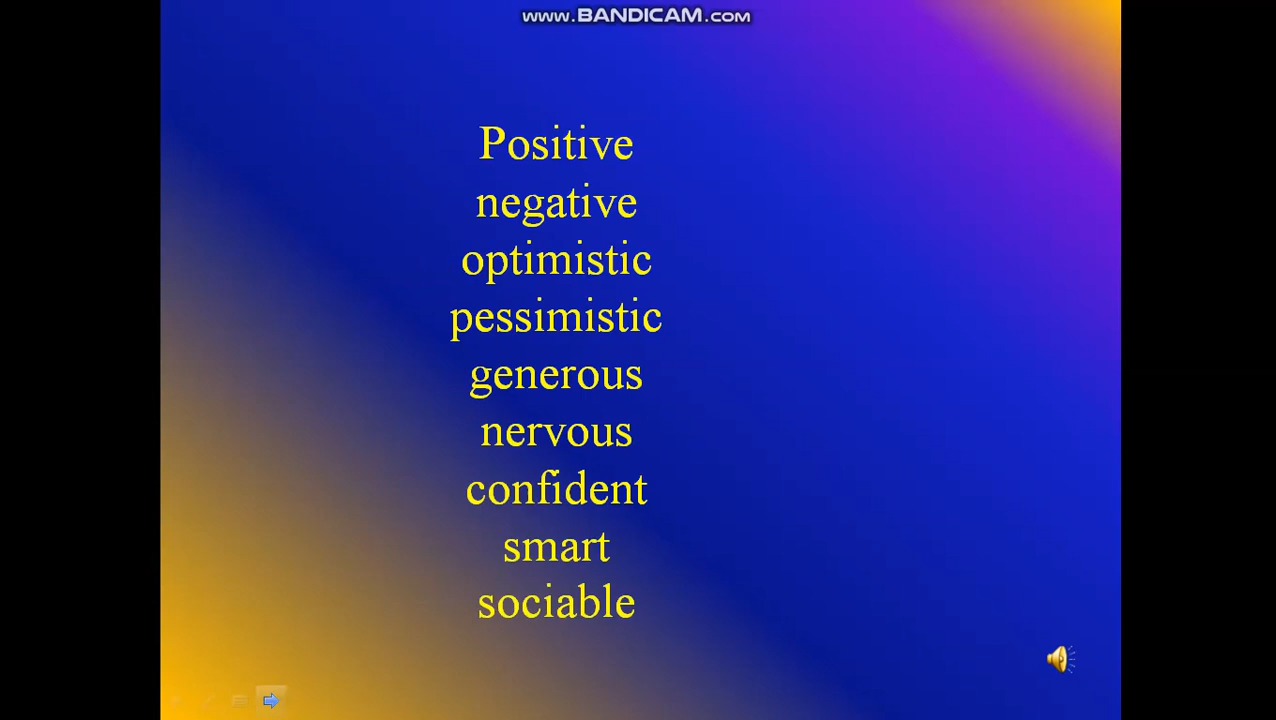 www.BANDICAM.com
Positive
negative
optimistic
pessimistic
generous
nervous
confident
smart
sociable